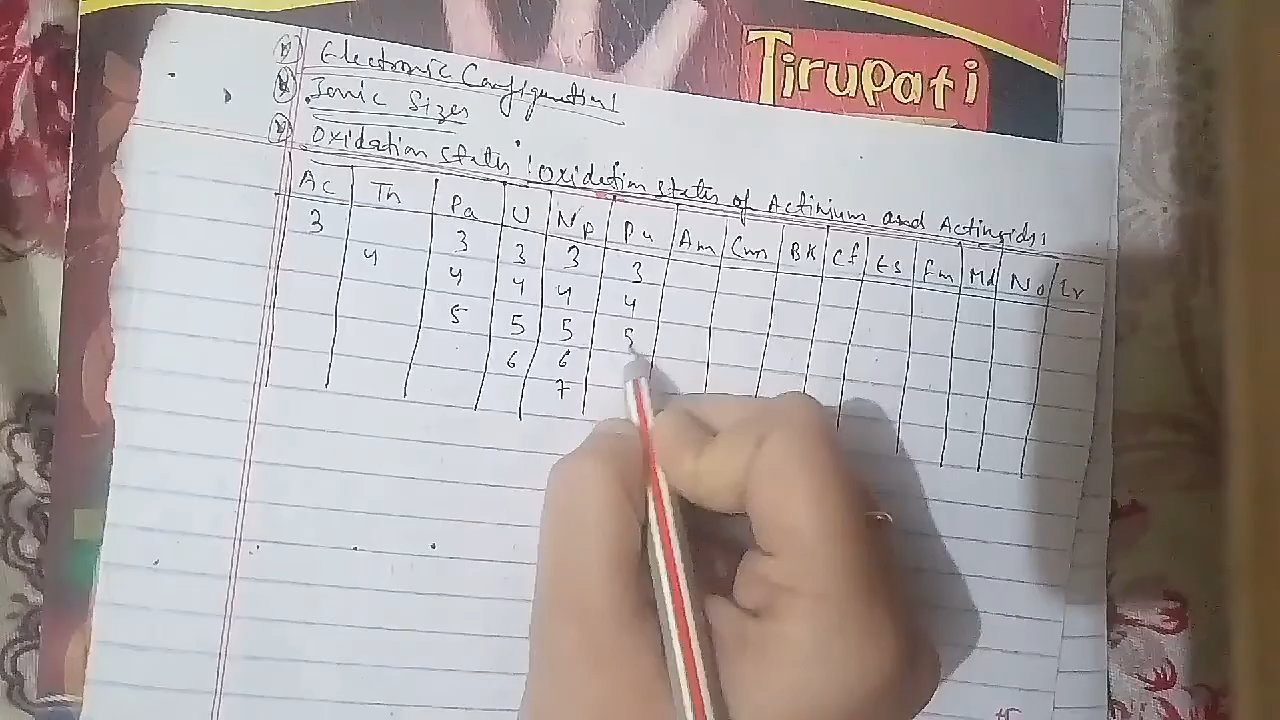 Tirupati
Electronic Configurations
Ionic Sizes
Oxidation states : oxidation states of Actinium and Actinoids:
Ac Th Pa U Np Pu Am Cm BK Cf Es Fm Md No Lr
3 3 3 3 3
4 4 4 4 4
5 5 5 5
6 6
7